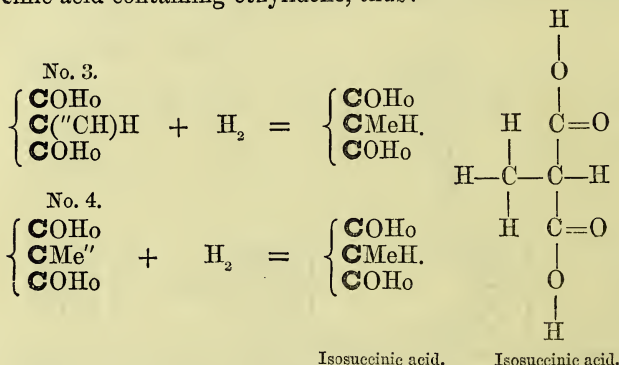 cinic acid containing ethylidene, thus:
No. 3.
{ COHo
C("CH)H + H₂ = { CMeH.
COHo
COHo
COHo
No. 4.
{ COHo
CMe" + H₂ = { CMeH.
COHo
COHo
COHo
Isosuccinic acid.
H
O
H C=O
H—C—C—H
H C=O
O
H
Isosuccinic acid.